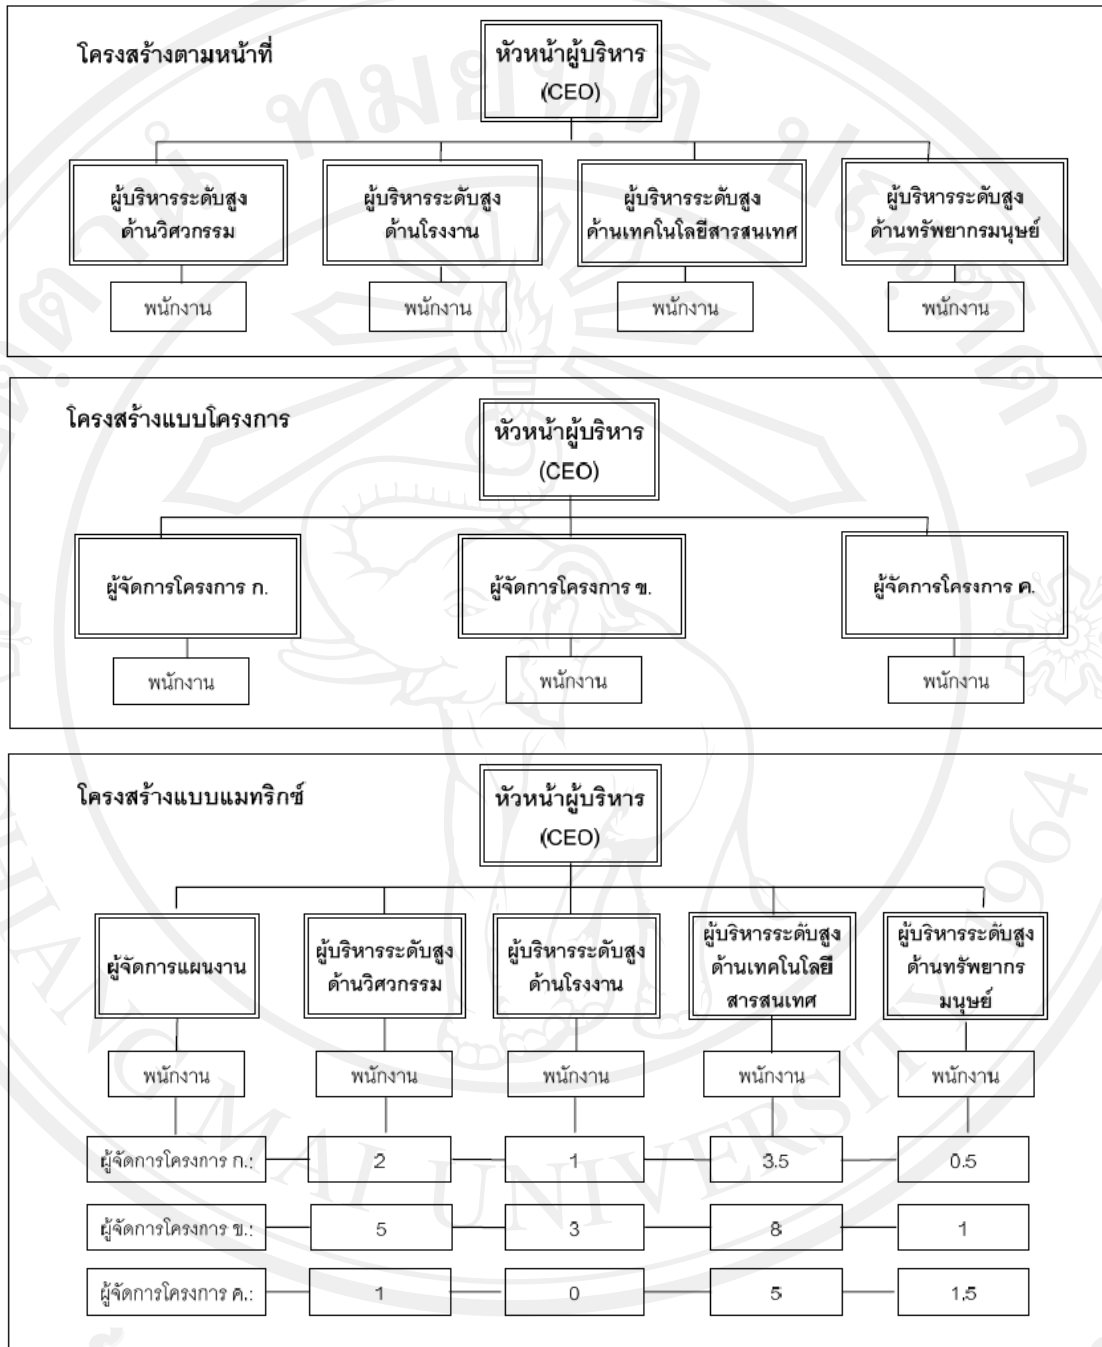 โครงสร้างตามหน้าที่
หัวหน้าผู้บริหาร
(CEO)
ผู้บริหารระดับสูง
ด้านวิศวกรรม
ผู้บริหารระดับสูง
ด้านโรงงาน
ผู้บริหารระดับสูง
ด้านเทคโนโลยีสารสนเทศ
ผู้บริหารระดับสูง
ด้านทรัพยากรมนุษย์
พนักงาน
พนักงาน
พนักงาน
พนักงาน
โครงสร้างแบบโครงการ
หัวหน้าผู้บริหาร
(CEO)
ผู้จัดการโครงการ ก.
ผู้จัดการโครงการ ข.
ผู้จัดการโครงการ ค.
พนักงาน
พนักงาน
พนักงาน
โครงสร้างแบบแมทริกซ์
หัวหน้าผู้บริหาร
(CEO)
ผู้จัดการแผนงาน
ผู้บริหารระดับสูง
ด้านวิศวกรรม
ผู้บริหารระดับสูง
ด้านโรงงาน
ผู้บริหารระดับสูง
ด้านเทคโนโลยี
สารสนเทศ
ผู้บริหารระดับสูง
ด้านทรัพยากร
มนุษย์
พนักงาน
พนักงาน
พนักงาน
พนักงาน
พนักงาน
ผู้จัดการโครงการ ก.: 2 1 3.5 0.5
ผู้จัดการโครงการ ข.: 5 3 8 1
ผู้จัดการโครงการ ค.: 1 0 5 1.5
CHIANG MAI UNIVERSITY 1964